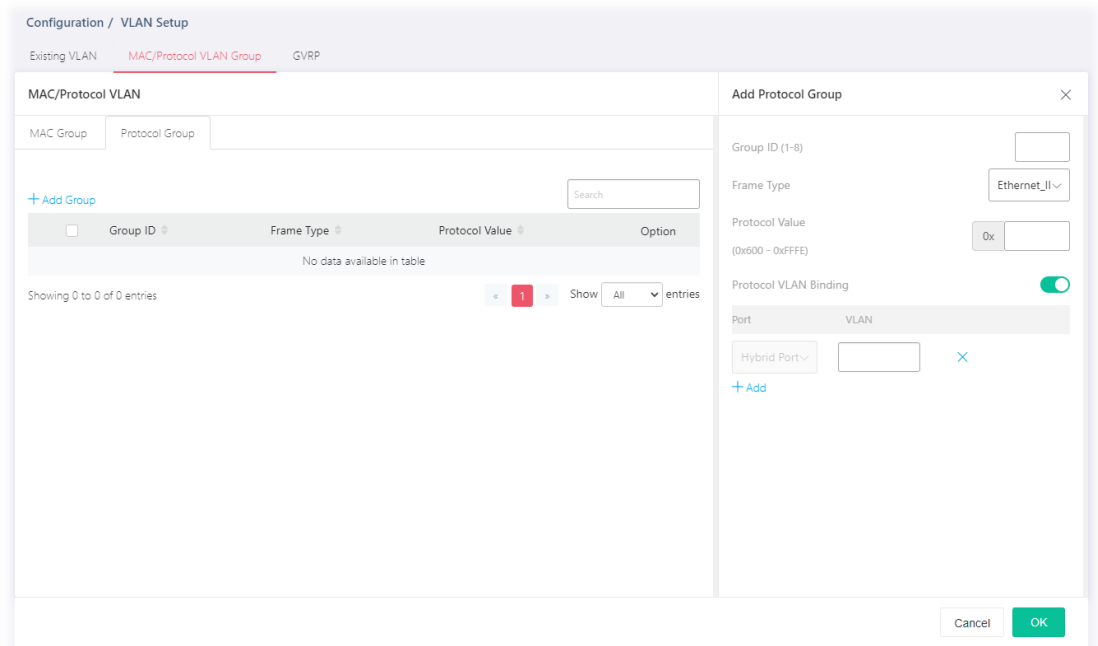 Configuration / VLAN Setup
Existing VLAN MAC/Protocol VLAN Group GVRP
MAC/Protocol VLAN
MAC Group Protocol Group
+ Add Group Search
Group ID Frame Type Protocol Value Option
No data available in table
Showing 0 to 0 of 0 entries « 1 » Show All entries
Add Protocol Group
Group ID (1-8)
Frame Type Ethernet_II
Protocol Value
(0x600 - 0xFFFE) 0x
Protocol VLAN Binding
Port VLAN
Hybrid Port
+ Add
Cancel OK